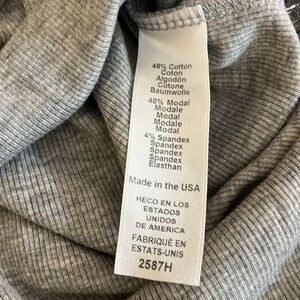 48% Cotton
Coton
Algodón
Cotone
Baumwolle
48% Modal
Modal
Modale
Modale
Modal
4% Spandex
Spandex
Spandex
Spandex
Elasthan
Made in the USA
HECO EN LOS
ESTADOS
UNIDOS
DE AMERICA
FABRIQUÉ EN
ESTATS-UNIS
2587H